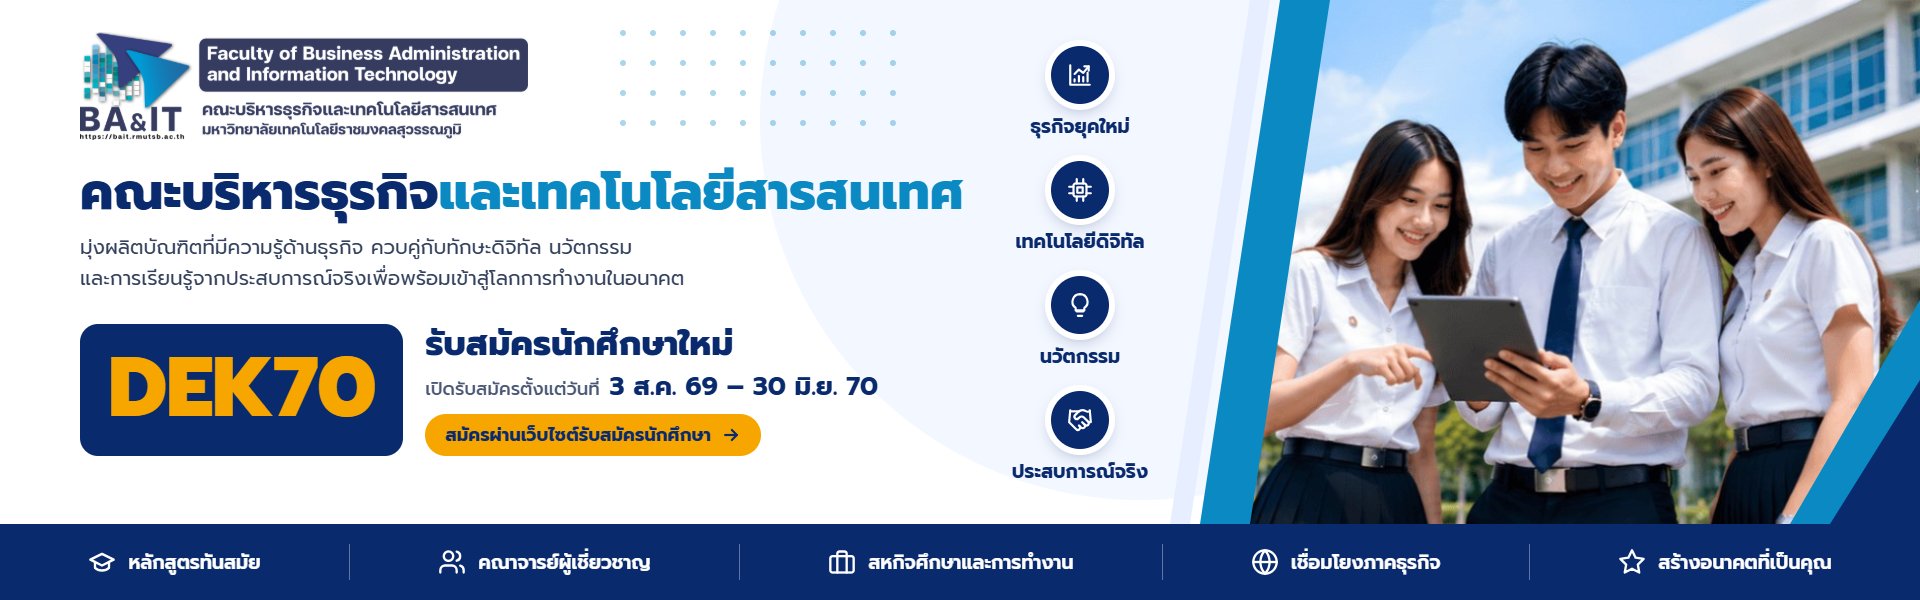 Faculty of Business Administration
and Information Technology
BA&IT
https://bait.rmutsb.ac.th
คณะบริหารธุรกิจและเทคโนโลยีสารสนเทศ
มหาวิทยาลัยเทคโนโลยีราชมงคลสุวรรณภูมิ
คณะบริหารธุรกิจและเทคโนโลยีสารสนเทศ
มุ่งผลิตบัณฑิตที่มีความรู้ด้านธุรกิจ ควบคู่กับทักษะดิจิทัล นวัตกรรม
และการเรียนรู้จากประสบการณ์จริงเพื่อพร้อมเข้าสู่โลกการทำงานในอนาคต
DEK70
รับสมัครนักศึกษาใหม่
เปิดรับสมัครตั้งแต่วันที่ 3 ส.ค. 69 – 30 มิ.ย. 70
สมัครผ่านเว็บไซต์รับสมัครนักศึกษา →
ธุรกิจยุคใหม่
เทคโนโลยีดิจิทัล
นวัตกรรม
ประสบการณ์จริง
หลักสูตรทันสมัย
คณาจารย์ผู้เชี่ยวชาญ
สหกิจศึกษาและการทำงาน
เชื่อมโยงภาคธุรกิจ
สร้างอนาคตที่เป็นคุณ